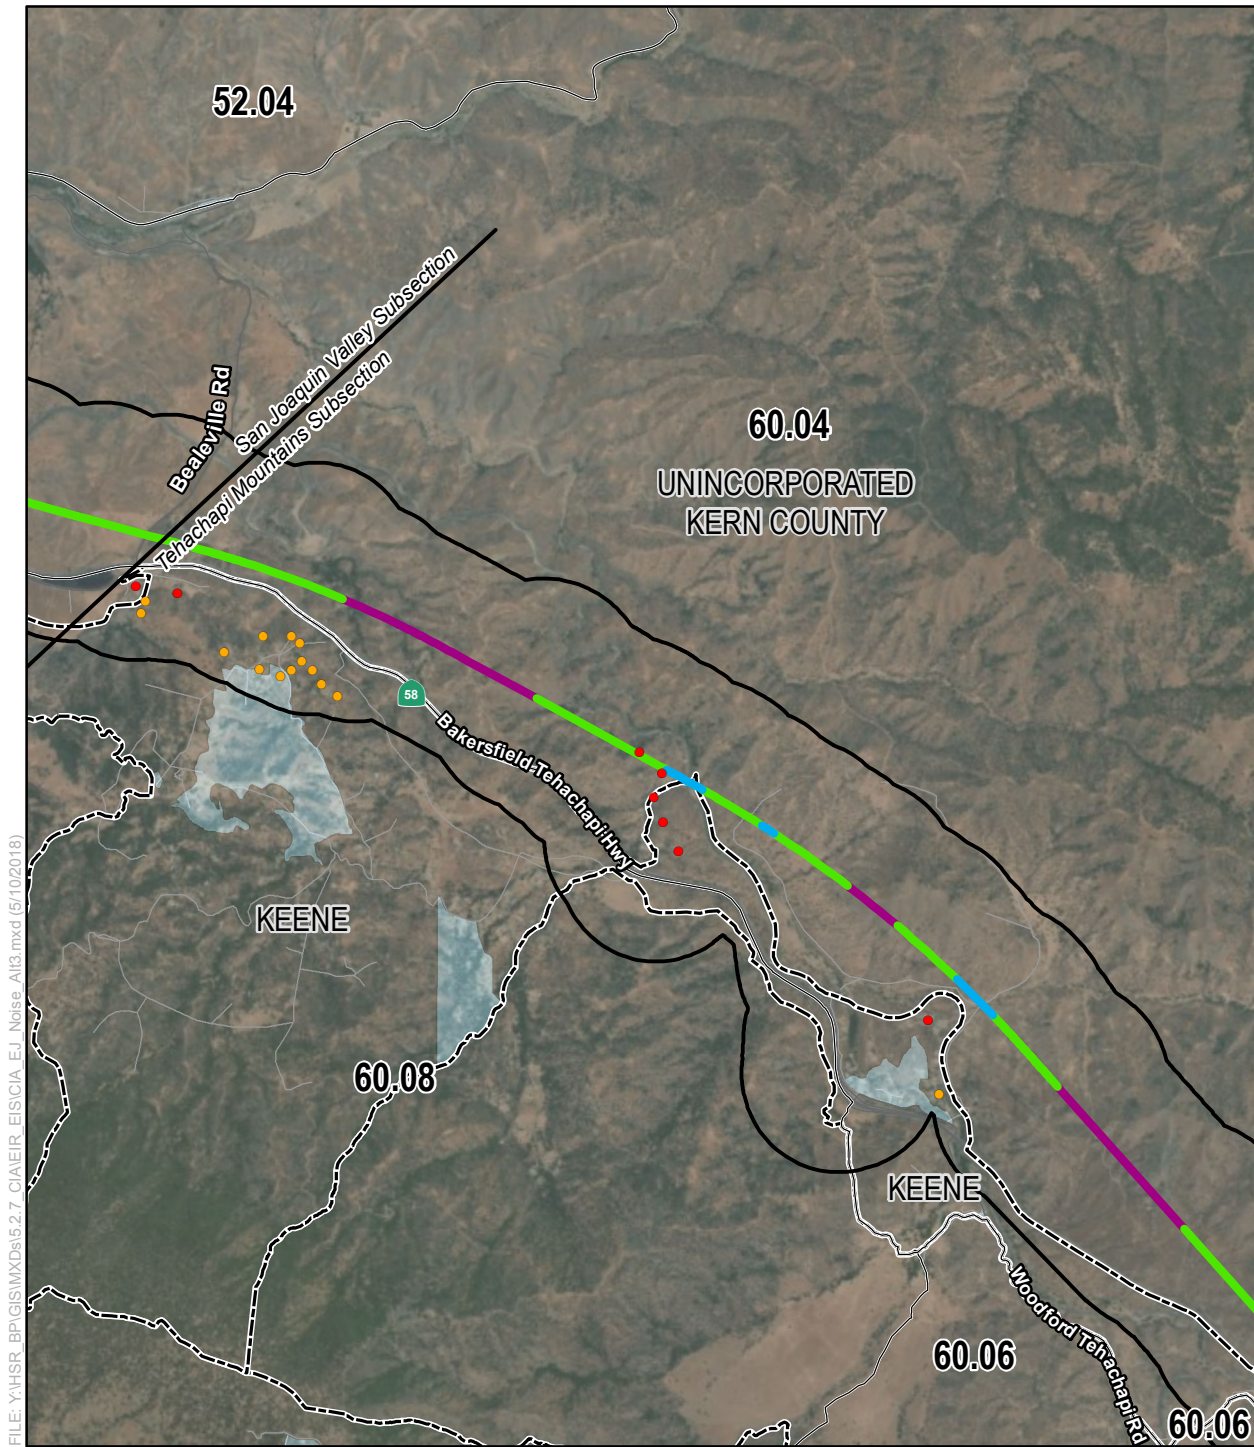 52.04
San Joaquin Valley Subsection
Tehachapi Mountains Subsection
Bealeville Rd
60.04
UNINCORPORATED
KERN COUNTY
58
Bakersfield-Tehachapi Hwy
KEENE
60.08
KEENE
Woodford Tehachapi Rd
60.06
60.06
FILE: Y:\HSR_BP\GIS\MXDs\5.2.7_CIA\EIR_EIS\CIA_EJ_Noise_Alt3.mxd (5/10/2018)